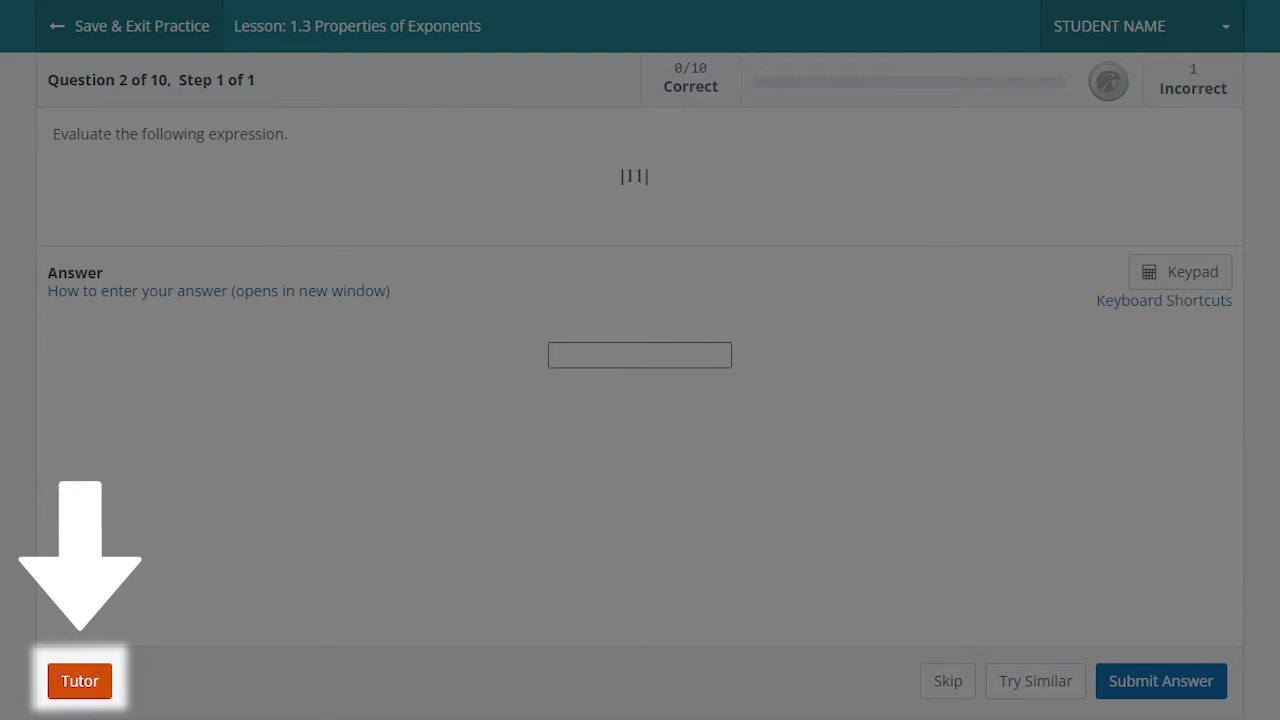 Save & Exit Practice
Lesson: 1.3 Properties of Exponents
STUDENT NAME
Question 2 of 10, Step 1 of 1
0/10
Correct
1
Incorrect
Evaluate the following expression.
|11|
Answer
How to enter your answer (opens in new window)
Keypad
Keyboard Shortcuts
Tutor
Skip
Try Similar
Submit Answer